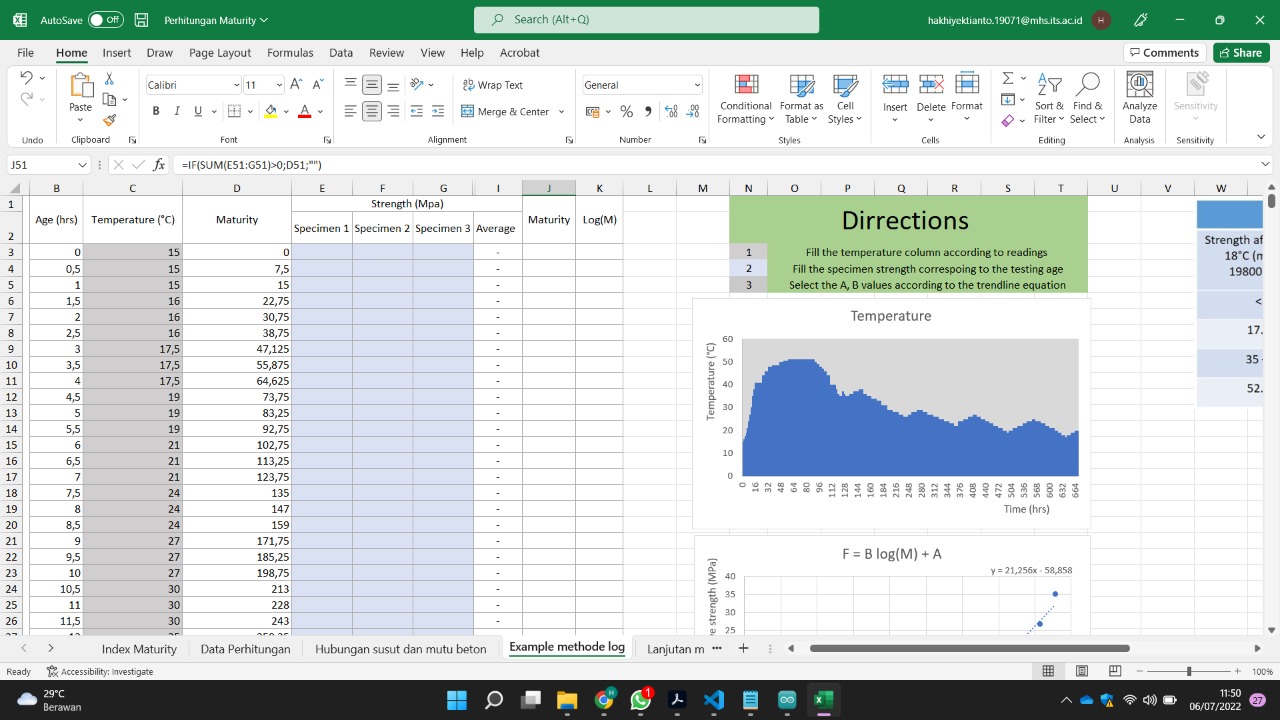 AutoSave Off Perhitungan Maturity Search (Alt+Q) hakhiyektianto.19071@mhs.its.ac.id H
File Home Insert Draw Page Layout Formulas Data Review View Help Acrobat Comments Share
Calibri 11 Wrap Text General
Paste B I U Merge & Center Conditional Formatting Format as Table Cell Styles Insert Delete Format Sort & Filter Find & Select Analyze Data Sensitivity
Undo Clipboard Font Alignment Number Styles Cells Editing Analysis Sensitivity
J51 fx =IF(SUM(E51:G51)>0;D51;"")
B C D E F G I J K L M N O P Q R S T U V W
1 Strength (Mpa)
2 Age (hrs) Temperature (°C) Maturity Specimen 1 Specimen 2 Specimen 3 Average Maturity Log(M)
3 0 15 0 -
4 0,5 15 7,5 -
5 1 15 15 -
6 1,5 16 22,75 -
7 2 16 30,75 -
8 2,5 16 38,75 -
9 3 17,5 47,125 -
10 3,5 17,5 55,875 -
11 4 17,5 64,625 -
12 4,5 19 73,75 -
13 5 19 83,25 -
14 5,5 19 92,75 -
15 6 21 102,75 -
16 6,5 21 113,25 -
17 7 21 123,75 -
18 7,5 24 135 -
19 8 24 147 -
20 8,5 24 159 -
21 9 27 171,75 -
22 9,5 27 185,25 -
23 10 27 198,75 -
24 10,5 30 213 -
25 11 30 228 -
26 11,5 30 243 -
Dirrections
1 Fill the temperature column according to readings
2 Fill the specimen strength correspoing to the testing age
3 Select the A, B values according to the trendline equation
Temperature
Temperature (°C)
60
50
40
30
20
10
0
0 16 32 48 64 80 96 112 128 144 160 184 216 248 280 312 344 376 408 440 472 504 536 568 600 632 664
Time (hrs)
F = B log(M) + A
y = 21,256x - 58,858
strength (MPa)
40
35
30
25
Strength af
18°C (m
19800
<
17.
35
52.
Index Maturity Data Perhitungan Hubungan susut dan mutu beton Example methode log Lanjutan m
Ready Accessibility: Investigate 100%
29°C
Berawan
1
11:50
06/07/2022
27